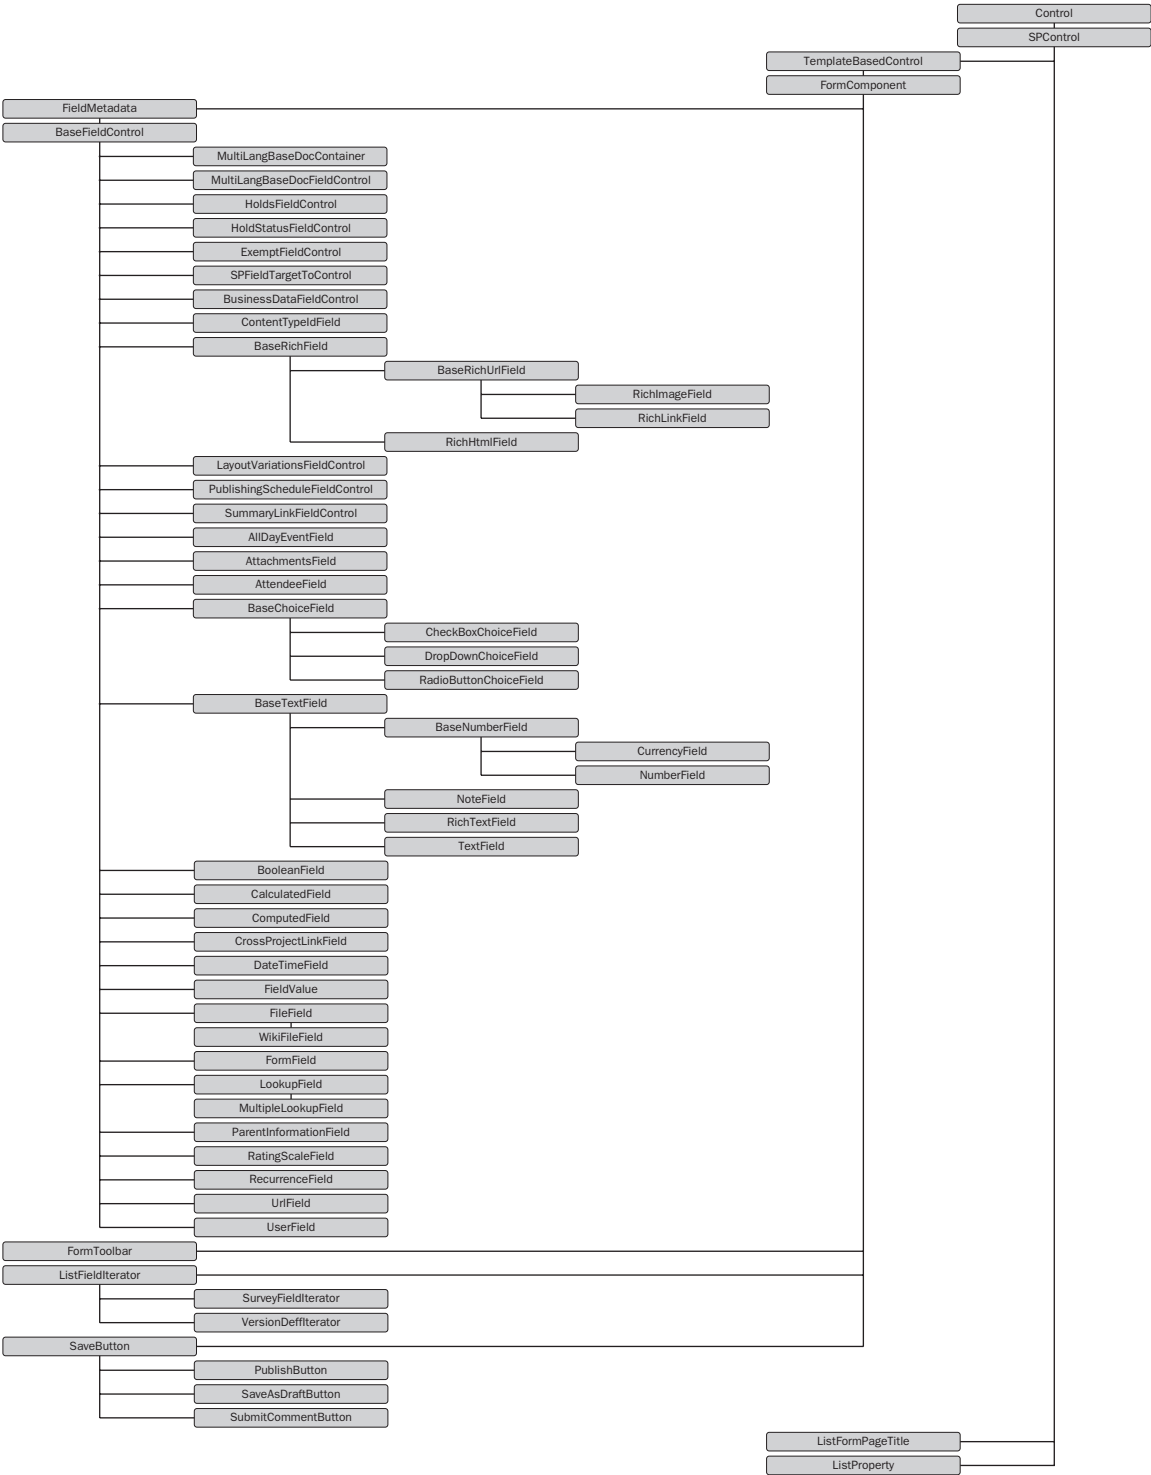 Control
SPControl
TemplateBasedControl
FormComponent
FieldMetadata
BaseFieldControl
MultiLangBaseDocContainer
MultiLangBaseDocFieldControl
HoldsFieldControl
HoldStatusFieldControl
ExemptFieldControl
SPFieldTargetToControl
BusinessDataFieldControl
ContentTypeIdField
BaseRichField
BaseRichUrlField
RichImageField
RichLinkField
RichHtmlField
LayoutVariationsFieldControl
PublishingScheduleFieldControl
SummaryLinkFieldControl
AllDayEventField
AttachmentsField
AttendeeField
BaseChoiceField
CheckBoxChoiceField
DropDownChoiceField
RadioButtonChoiceField
BaseTextField
BaseNumberField
CurrencyField
NumberField
NoteField
RichTextField
TextField
BooleanField
CalculatedField
ComputedField
CrossProjectLinkField
DateTimeField
FieldValue
FileField
WikiFileField
FormField
LookupField
MultipleLookupField
ParentInformationField
RatingScaleField
RecurrenceField
UrlField
UserField
FormToolbar
ListFieldIterator
SurveyFieldIterator
VersionDeffIterator
SaveButton
PublishButton
SaveAsDraftButton
SubmitCommentButton
ListFormPageTitle
ListProperty